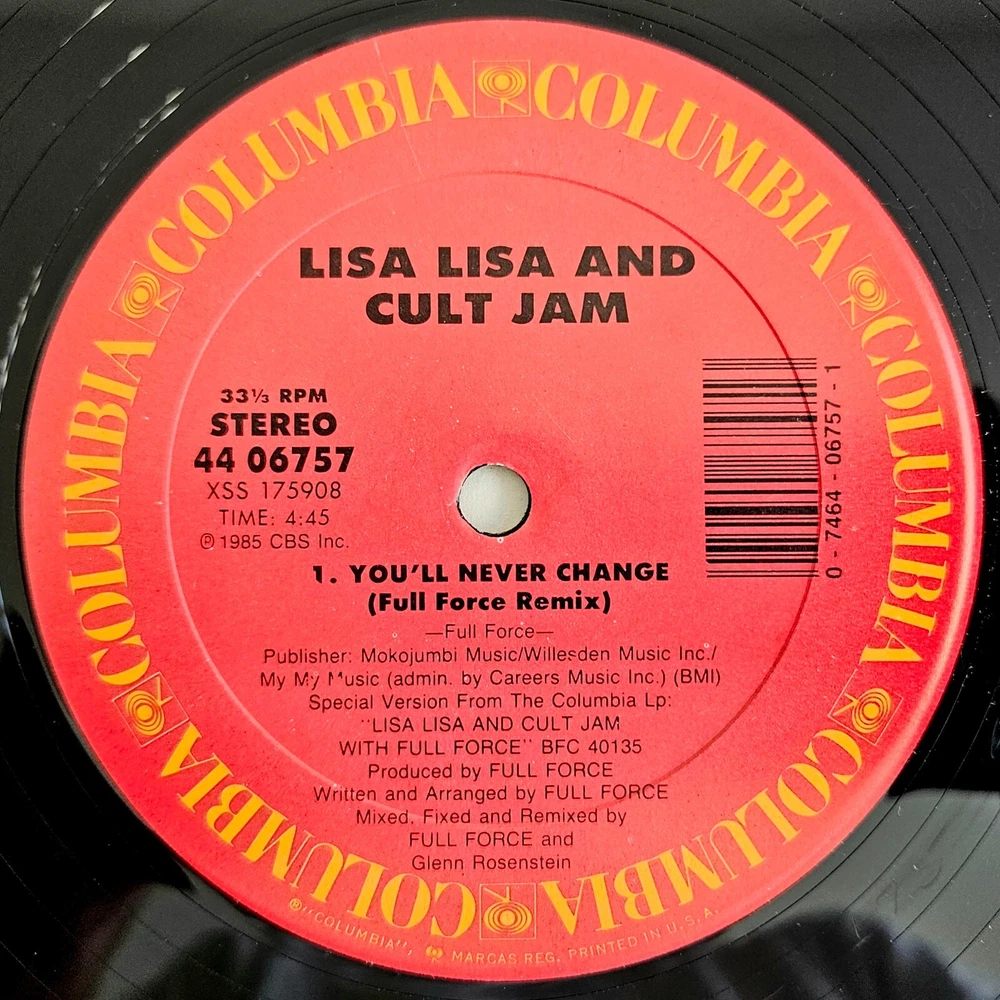 COLUMBIA COLUMBIA COLUMBIA COLUMBIA COLUMBIA COLUMBIA COLUMBIA COLUMBIA
LISA LISA AND
CULT JAM
33⅓ RPM
STEREO
44 06757
XSS 175908
TIME: 4:45
℗ 1985 CBS Inc.
0 - 7464 - 06757 - 1
1. YOU'LL NEVER CHANGE
(Full Force Remix)
—Full Force—
Publisher: Mokojumbi Music/Willesden Music Inc./
My My Music (admin. by Careers Music Inc.) (BMI)
Special Version From The Columbia Lp:
"LISA LISA AND CULT JAM
WITH FULL FORCE" BFC 40135
Produced by FULL FORCE
Written and Arranged by FULL FORCE
Mixed, Fixed and Remixed by
FULL FORCE and
Glenn Rosenstein
®"COLUMBIA", MARCAS REG. PRINTED IN U.S.A.